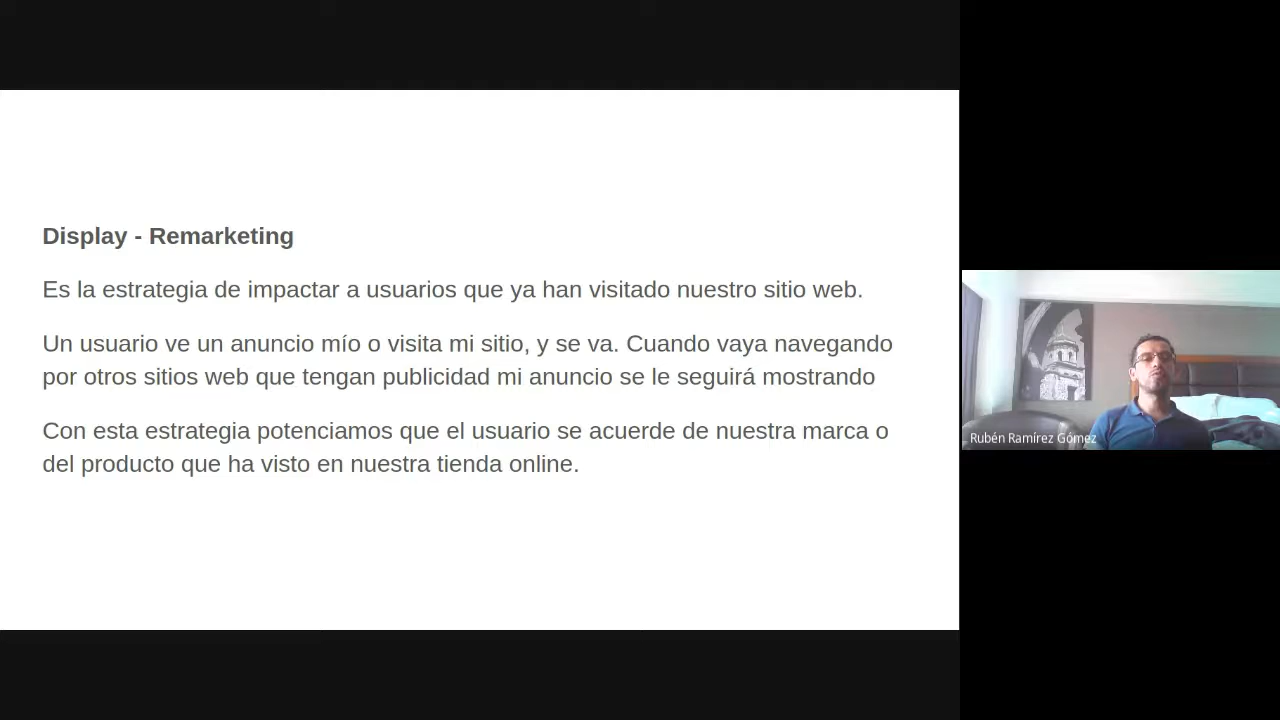 Display - Remarketing
Es la estrategia de impactar a usuarios que ya han visitado nuestro sitio web.
Un usuario ve un anuncio mío o visita mi sitio, y se va. Cuando vaya navegando
por otros sitios web que tengan publicidad mi anuncio se le seguirá mostrando
Con esta estrategia potenciamos que el usuario se acuerde de nuestra marca o
del producto que ha visto en nuestra tienda online.
Rubén Ramírez Gómez